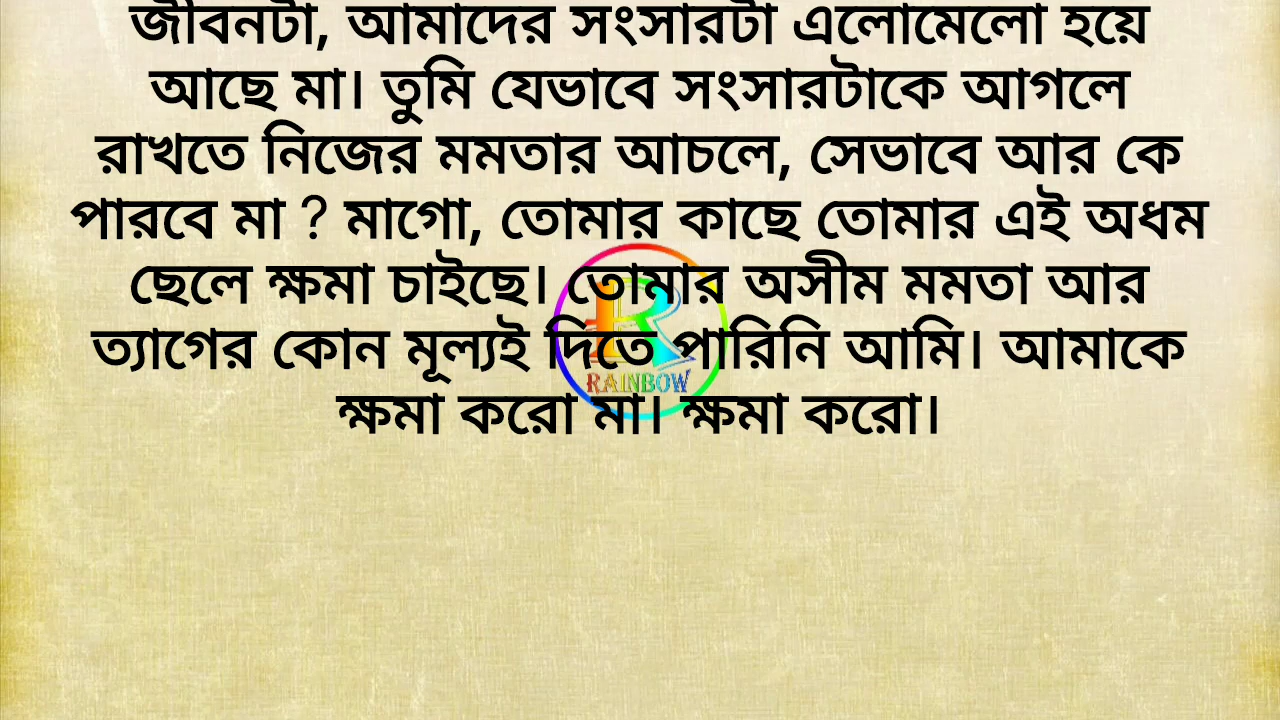 জীবনটা, আমাদের সংসারটা এলোমেলো হয়ে
আছে মা। তুমি যেভাবে সংসারটাকে আগলে
রাখতে নিজের মমতার আচলে, সেভাবে আর কে
পারবে মা ? মাগো, তোমার কাছে তোমার এই অধম
ছেলে ক্ষমা চাইছে। তোমার অসীম মমতা আর
ত্যাগের কোন মূল্যই দিতে পারিনি আমি। আমাকে
ক্ষমা করো মা। ক্ষমা করো।
R
RAINBOW